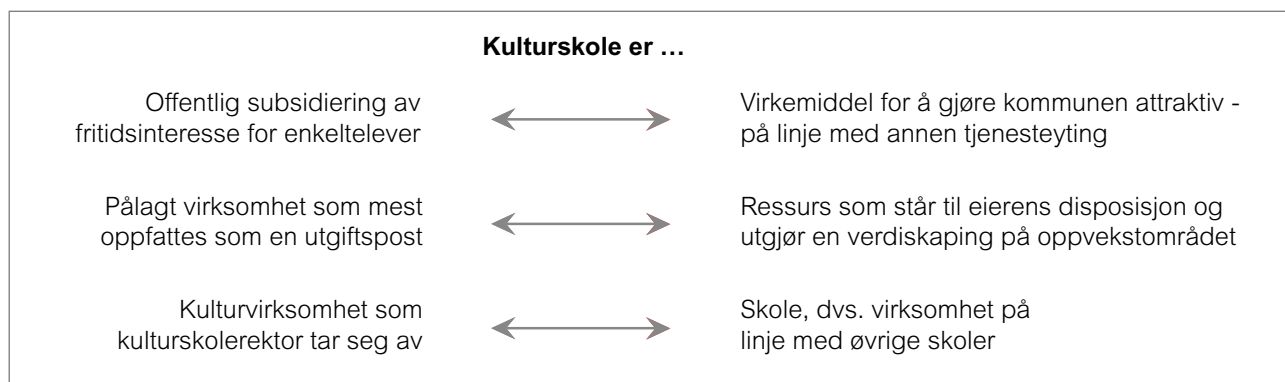 Kulturskole er …
Offentlig subsidiering av
fritidsinteresse for enkeltelever
Virkemiddel for å gjøre kommunen attraktiv -
på linje med annen tjenesteyting
Pålagt virksomhet som mest
oppfattes som en utgiftspost
Ressurs som står til eierens disposisjon og
utgjør en verdiskaping på oppvekstområdet
Kulturvirksomhet som
kulturskolerektor tar seg av
Skole, dvs. virksomhet på
linje med øvrige skoler